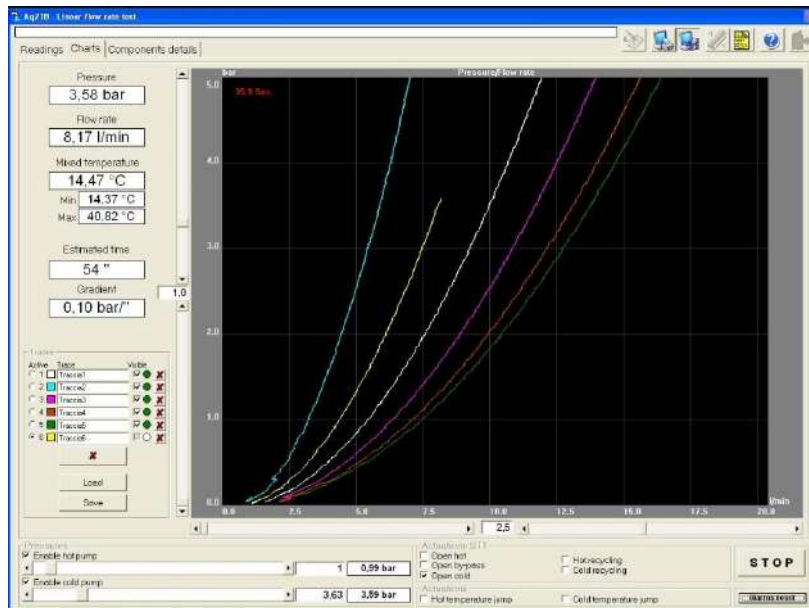 AqZTB - Linear Flow rate test
Readings Charts Components details
Pressure
3,58 bar
Flow rate
8,17 l/min
Mixed temperature
14,47 °C
Min 14,37 °C
Max 40,82 °C
Estimated time
54 "
Gradient
0,10 bar/"
1,0
bar
Pressure/Flow rate
Sec.
5.0
4.0
3.0
2.0
1.0
0.0
0.0 2.5 5.0 7.5 10.0 12.5 15.0 17.5 20.0
l/min
2,5
Traces
Active Trace Visible
1 Traccia1
2 Traccia2
3 Traccia3
4 Traccia4
5 Traccia5
6 Traccia6
Load
Save
Pressures
Enable hot pump
1 0,99 bar
Enable cold pump
3,63 3,59 bar
Actuations
Open hot
Open by-pass
Open cold
Hot recycling
Cold recycling
Actuations
Hot temperature jump
Cold temperature jump
STOP